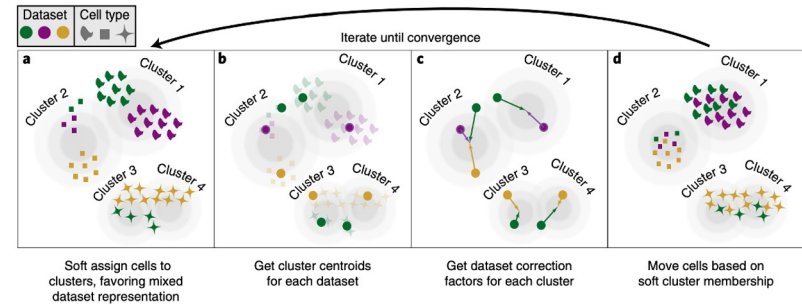 Dataset
Cell type
Iterate until convergence
a
Cluster 1
Cluster 2
Cluster 3
Cluster 4
b
Cluster 1
Cluster 2
Cluster 3
Cluster 4
c
Cluster 1
Cluster 2
Cluster 3
Cluster 4
d
Cluster 1
Cluster 2
Cluster 3
Cluster 4
Soft assign cells to
clusters, favoring mixed
dataset representation
Get cluster centroids
for each dataset
Get dataset correction
factors for each cluster
Move cells based on
soft cluster membership